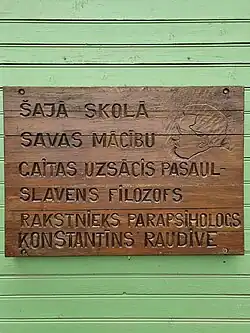 ŠAJĀ SKOLĀ
SAVAS MĀCĪBU
GAITAS UZSĀCIS PASAUL-
SLAVENS FILOZOFS
RAKSTNIEKS PARAPSIHOLOGS
KONSTANTĪNS RAUDIVE